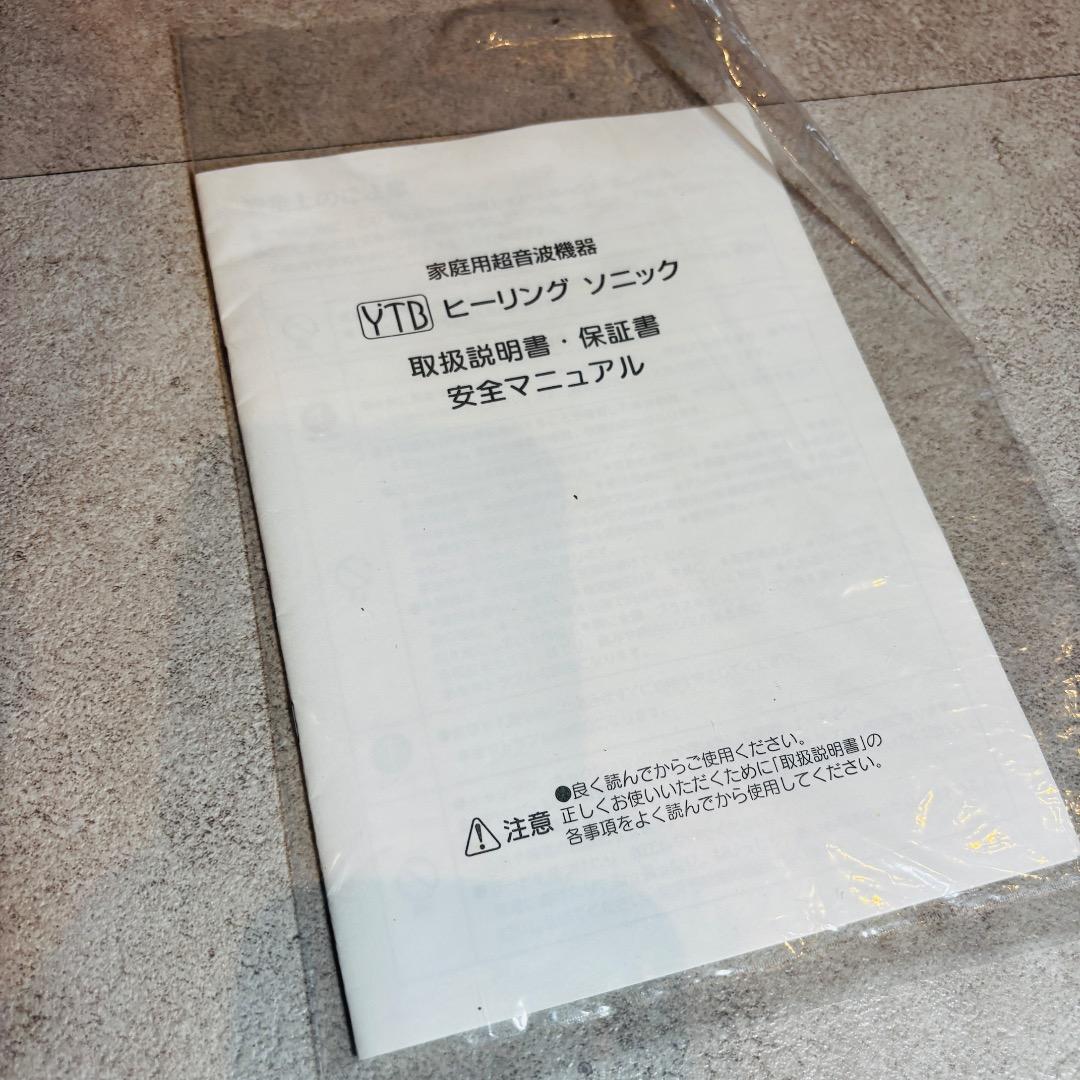 家庭用超音波機器
YTB ヒーリング ソニック
取扱説明書・保証書
安全マニュアル
●良く読んでからご使用ください。
注意 正しくお使いいただくために「取扱説明書」の
各事項をよく読んでから使用してください。